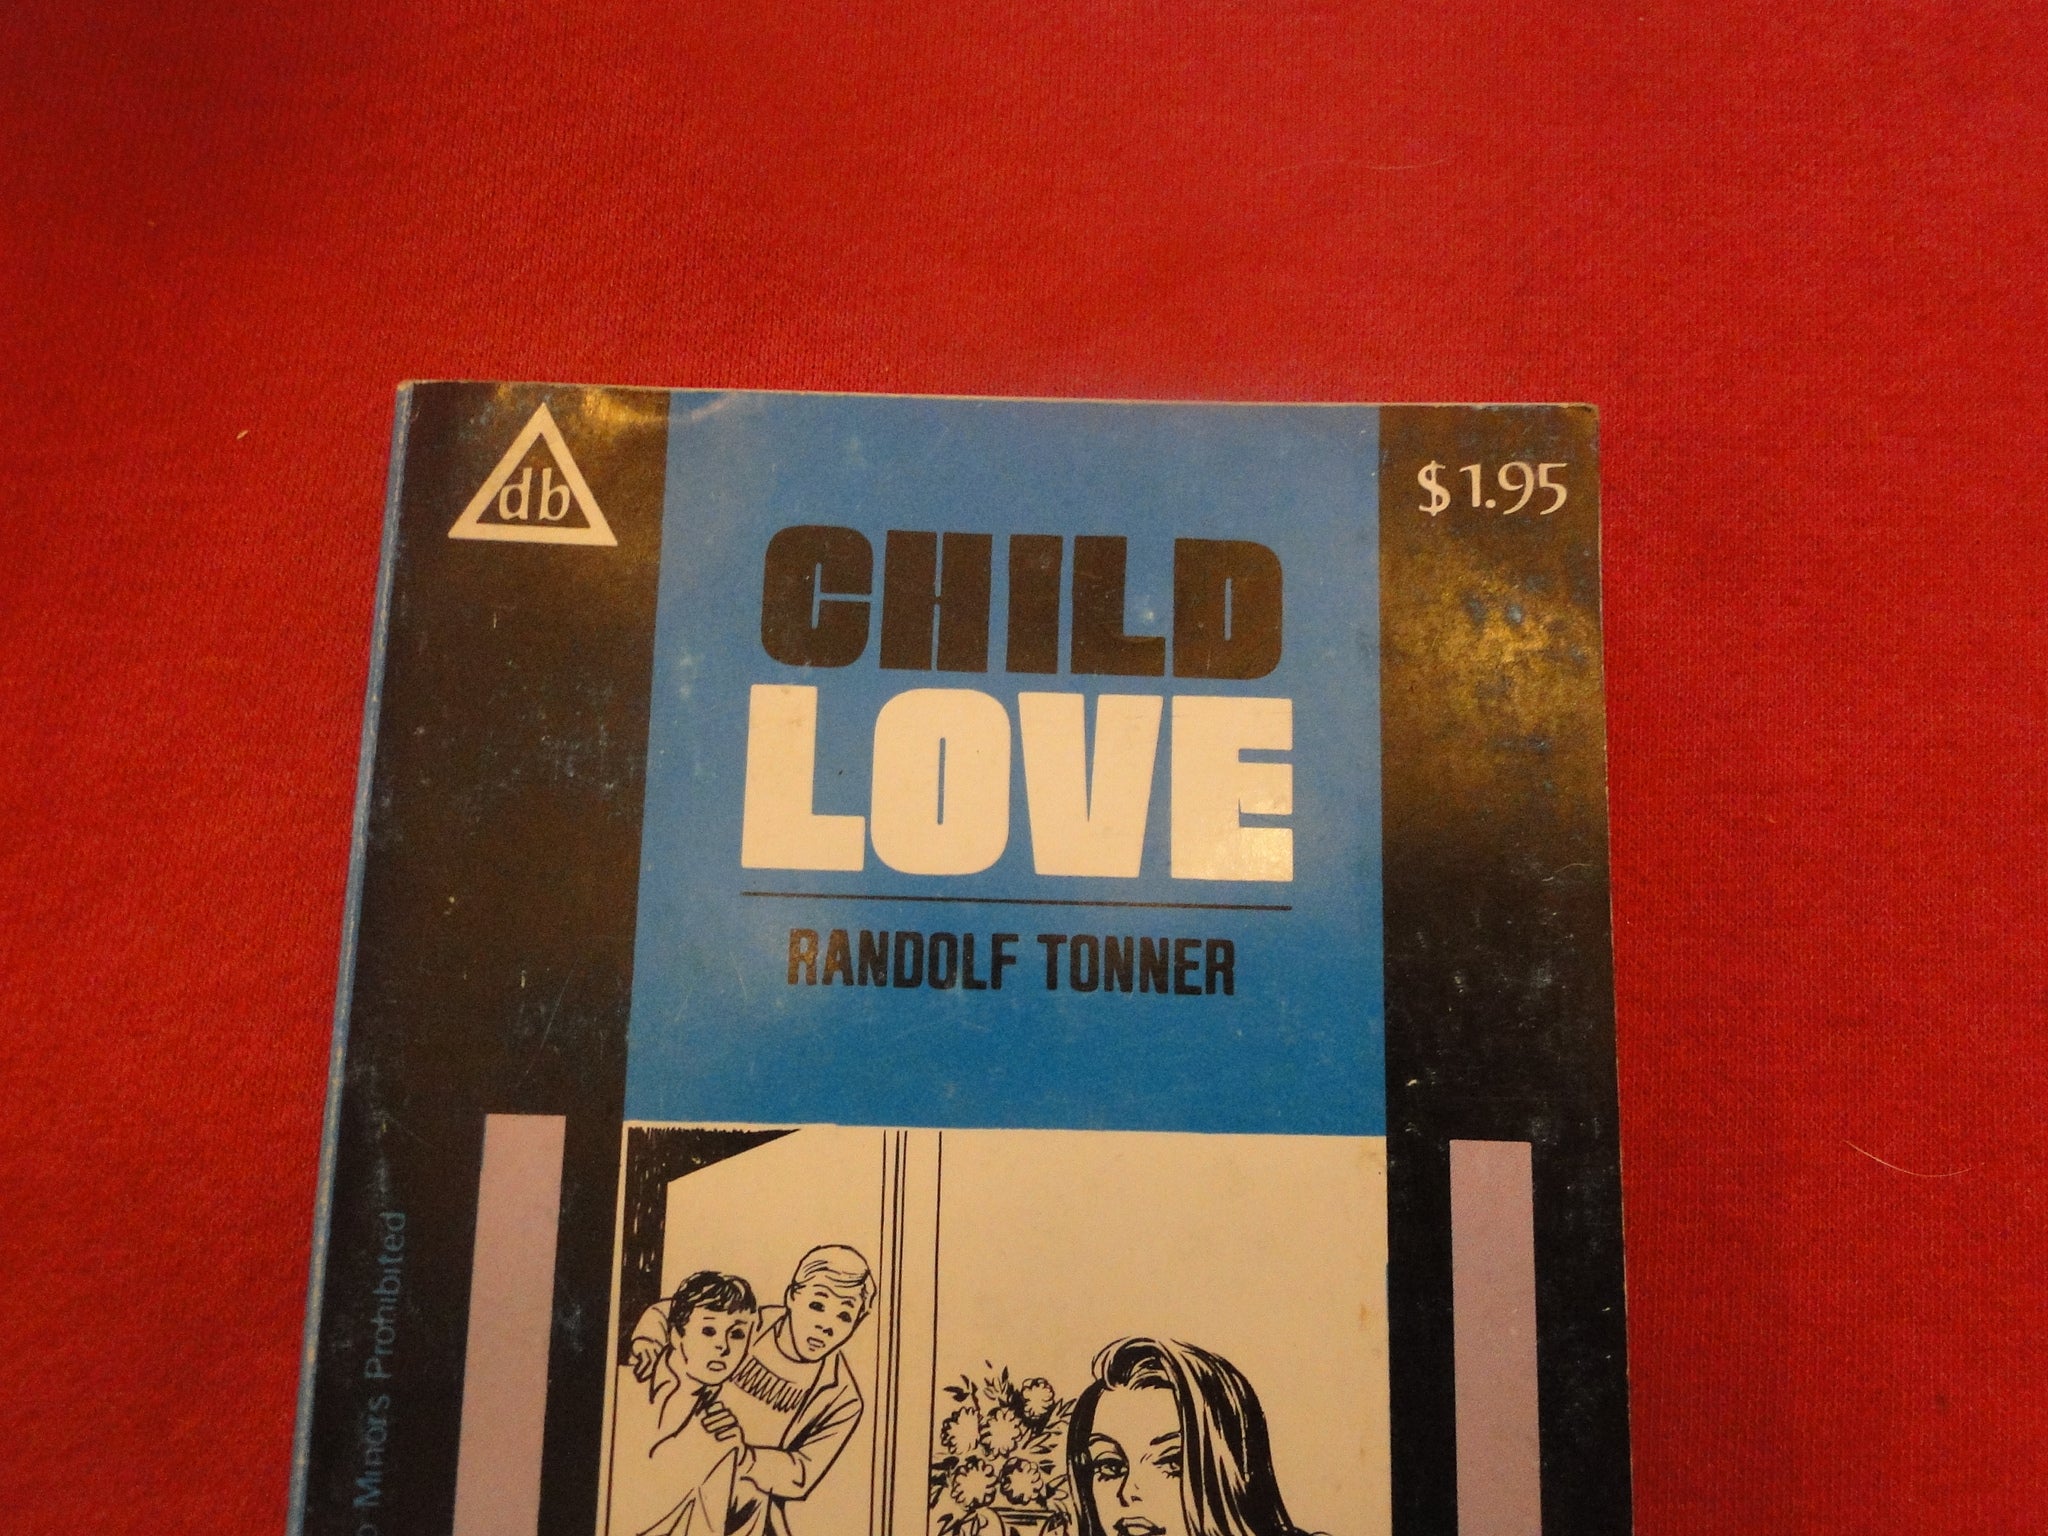 db
$1.95
CHILD
LOVE
RANDOLF TONNER
Minors Prohibited